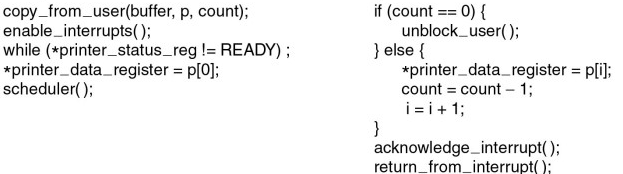 copy_from_user(buffer, p, count);
enable_interrupts( );
while (*printer_status_reg != READY) ;
*printer_data_register = p[0];
scheduler( );
if (count == 0) {
unblock_user( );
} else {
*printer_data_register = p[i];
count = count − 1;
i = i + 1;
}
acknowledge_interrupt( );
return_from_interrupt( );